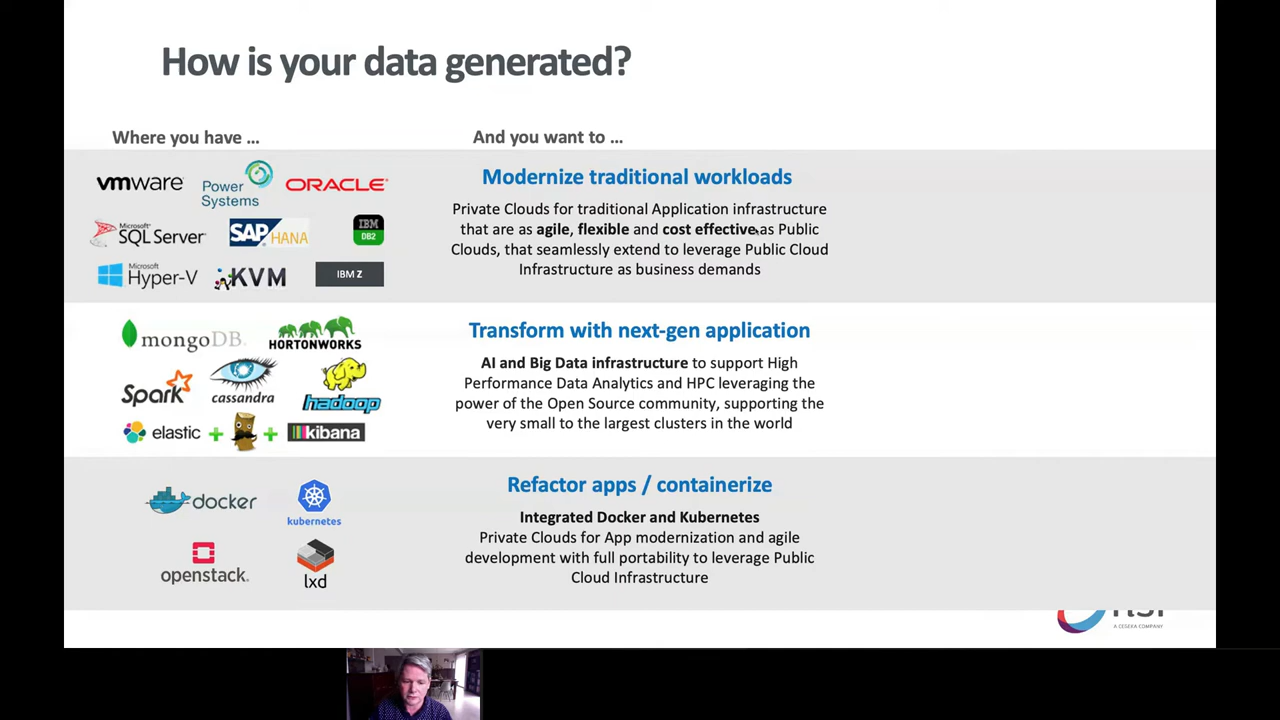 How is your data generated?
Where you have ...
And you want to ...
vmware
Power
Systems
ORACLE
Microsoft
SQL Server
SAP HANA
IBM
DB2
Microsoft
Hyper-V
KVM
IBM Z
Modernize traditional workloads
Private Clouds for traditional Application infrastructure
that are as agile, flexible and cost effective as Public
Clouds, that seamlessly extend to leverage Public Cloud
Infrastructure as business demands
mongoDB
HORTONWORKS
Spark
cassandra
hadoop
elastic + + kibana
Transform with next-gen application
AI and Big Data infrastructure to support High
Performance Data Analytics and HPC leveraging the
power of the Open Source community, supporting the
very small to the largest clusters in the world
docker
kubernetes
openstack.
lxd
Refactor apps / containerize
Integrated Docker and Kubernetes
Private Clouds for App modernization and agile
development with full portability to leverage Public
Cloud Infrastructure
A CEGEKA COMPANY